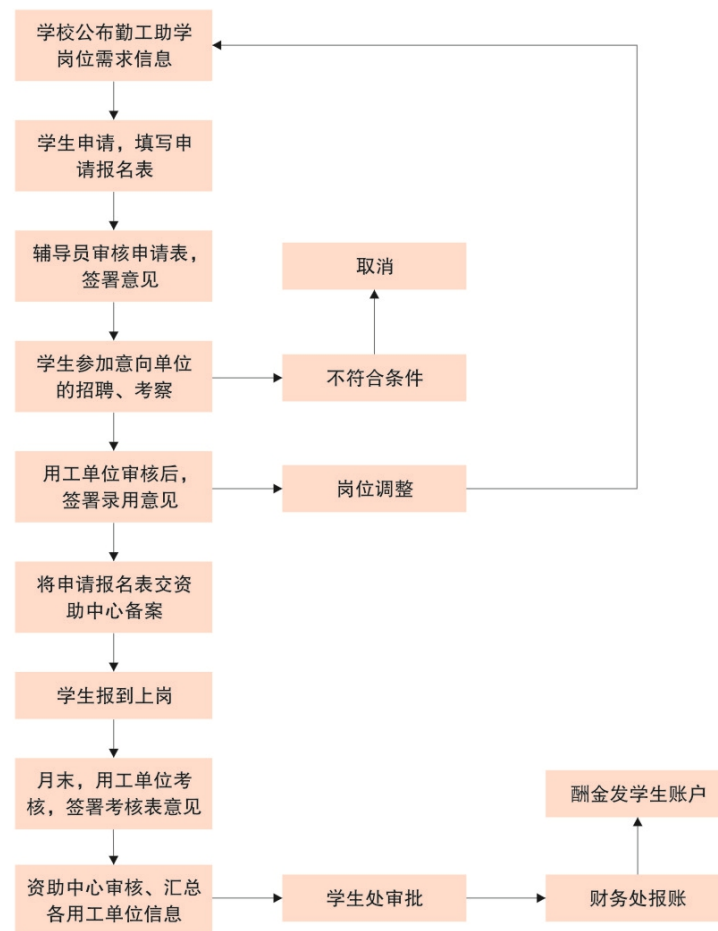 学校公布勤工助学
岗位需求信息
学生申请，填写申
请报名表
辅导员审核申请表，
签署意见
取消
学生参加意向单位
的招聘、考察
不符合条件
用工单位审核后，
签署录用意见
岗位调整
将申请报名表交资
助中心备案
学生报到上岗
月末，用工单位考
核，签署考核表意见
酬金发学生账户
资助中心审核、汇总
各用工单位信息
学生处审批
财务处报账